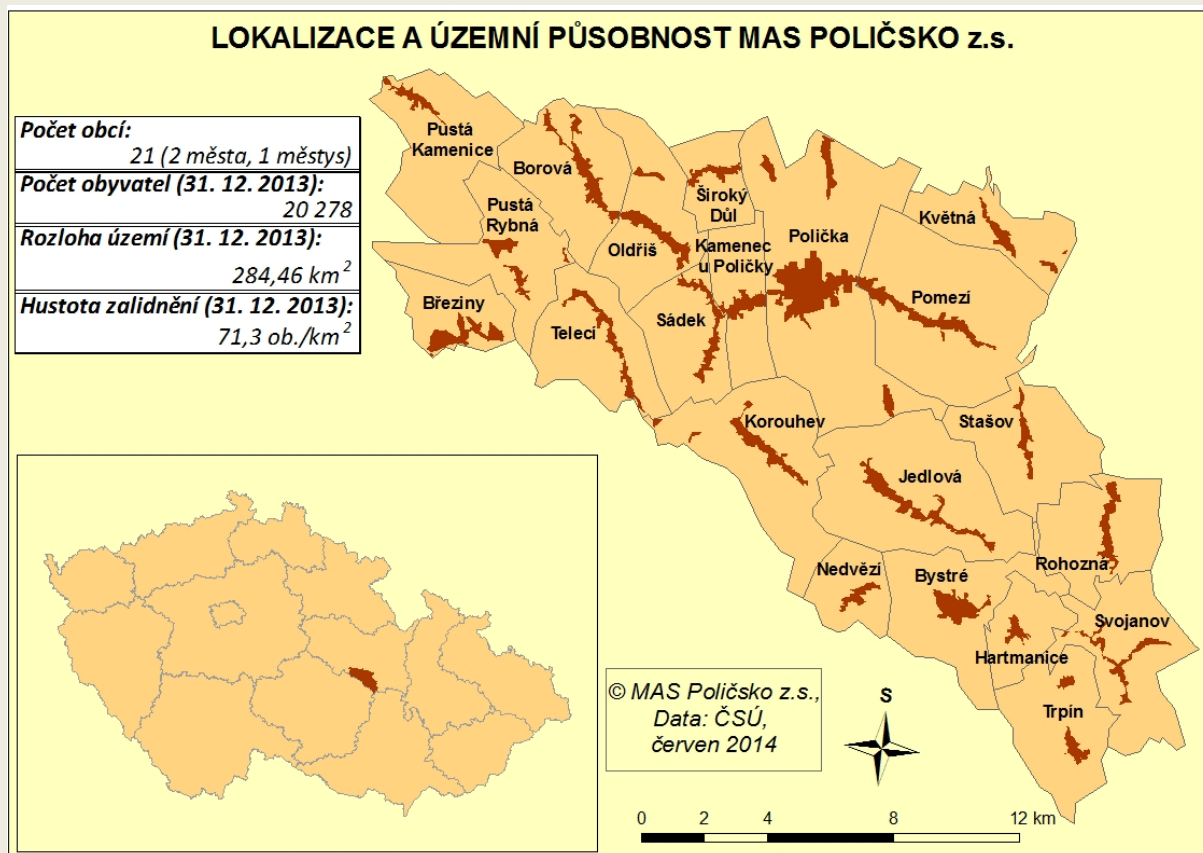 LOKALIZACE A ÚZEMNÍ PŮSOBNOST MAS POLIČSKO z.s.
Počet obcí:
21 (2 města, 1 městys)
Počet obyvatel (31. 12. 2013):
20 278
Rozloha území (31. 12. 2013):
284,46 km²
Hustota zalidnění (31. 12. 2013):
71,3 ob./km²
Pustá
Kamenice
Borová
Pustá
Rybná
Široký
Důl
Květná
Oldřiš
Kamenec
u Poličky
Polička
Březiny
Telecí
Sádek
Pomezí
Korouhev
Stašov
Jedlová
Rohozná
Nedvězí
Bystré
Svojanov
Hartmanice
Trpín
© MAS Poličsko z.s.,
Data: ČSÚ,
červen 2014
S
0 2 4 8 12 km